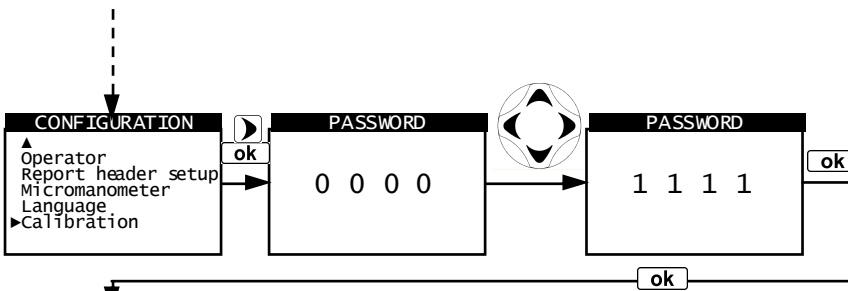 CONFIGURATION
▲
Operator
Report header setup
Micromanometer
Language
►Calibration
ok
PASSWORD
0 0 0 0
PASSWORD
1 1 1 1
ok
ok